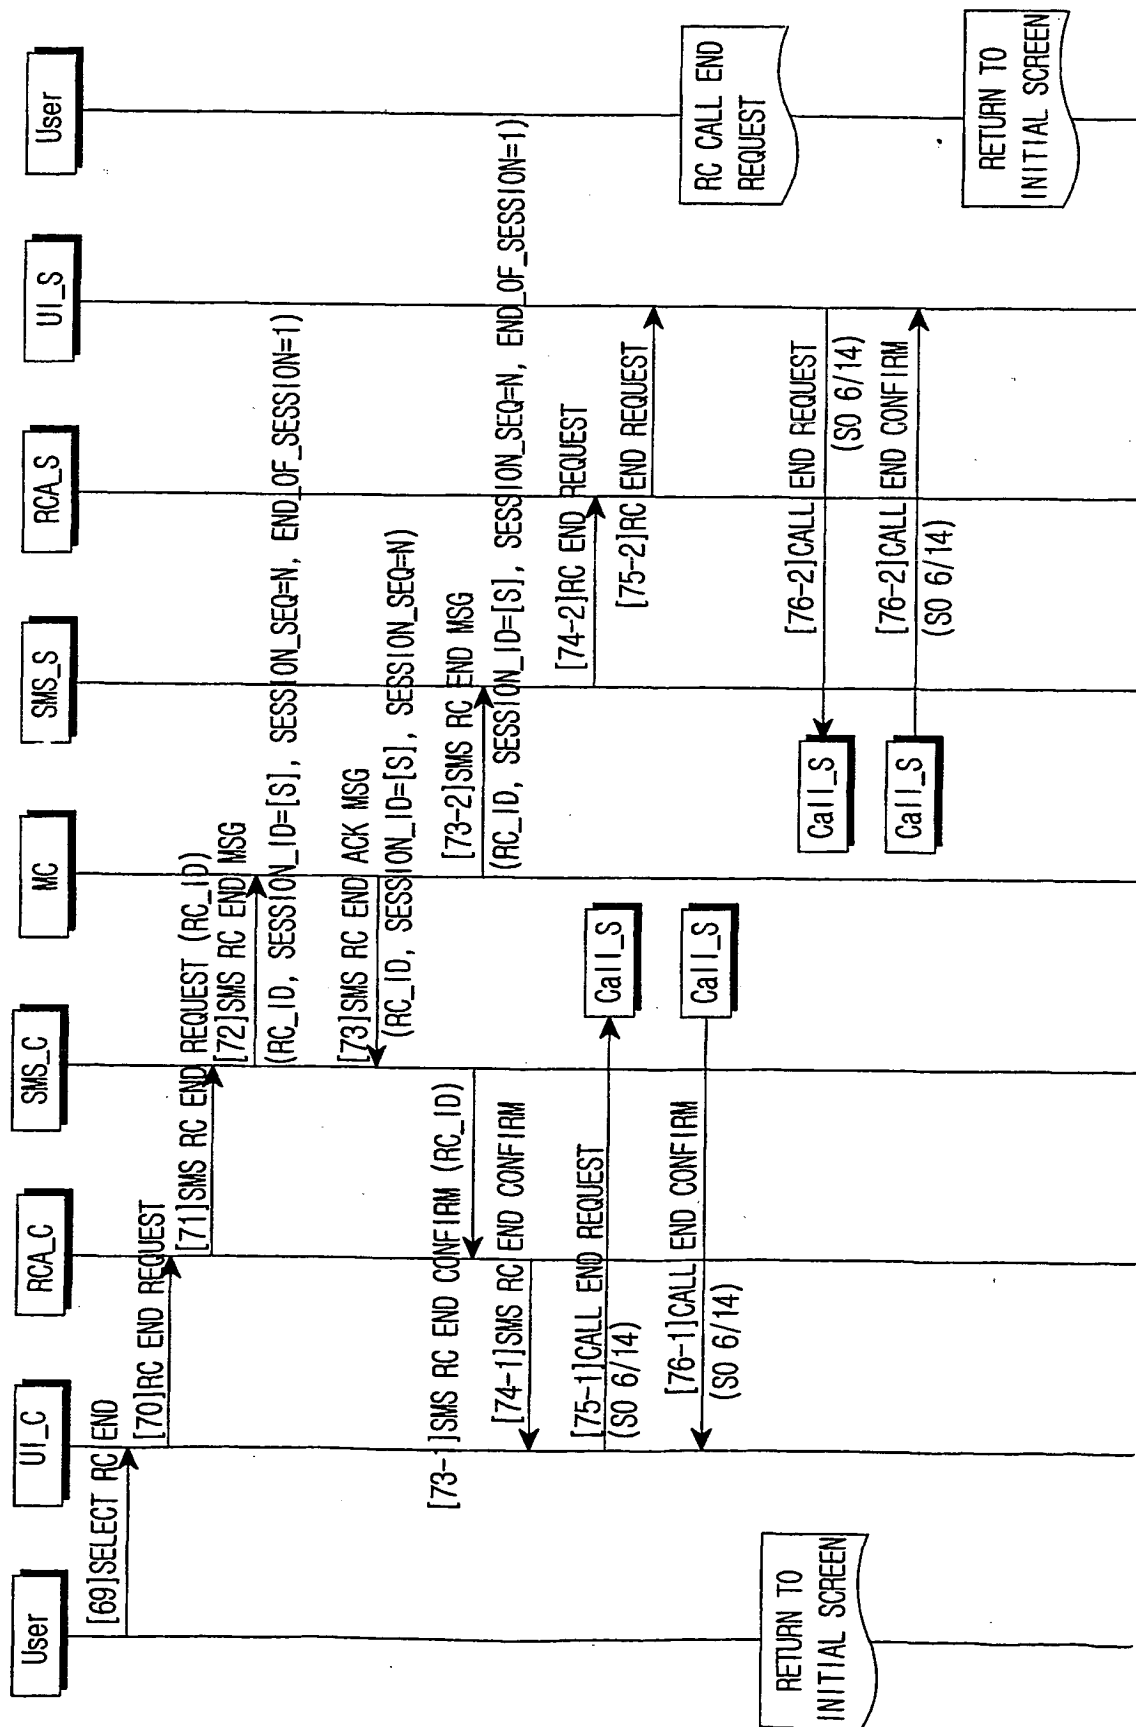 User
UI_C
RCA_C
SMS_C
MC
SMS_S
RCA_S
UI_S
User
[69]SELECT RC END
[70]RC END REQUEST
[71]SMS RC END REQUEST (RC_ID)
[72]SMS RC END MSG
(RC_ID, SESSION_ID=[S], SESSION_SEQ=N, END_OF_SESSION=1)
[73]SMS RC END ACK MSG
(RC_ID, SESSION_ID=[S], SESSION_SEQ=N)
[73-1]SMS RC END CONFIRM (RC_ID)
[73-2]SMS RC END MSG
(RC_ID, SESSION_ID=[S], SESSION_SEQ=N, END_OF_SESSION=1)
[74-1]SMS RC END CONFIRM
[74-2]RC END REQUEST
[75-1]CALL END REQUEST
(SO 6/14)
Call_S
[75-2]RC END REQUEST
[76-1]CALL END CONFIRM
(SO 6/14)
Call_S
RC CALL END
REQUEST
RETURN TO
INITIAL SCREEN
[76-2]CALL END REQUEST
(SO 6/14)
Call_S
[76-2]CALL END CONFIRM
(SO 6/14)
Call_S
RETURN TO
INITIAL SCREEN